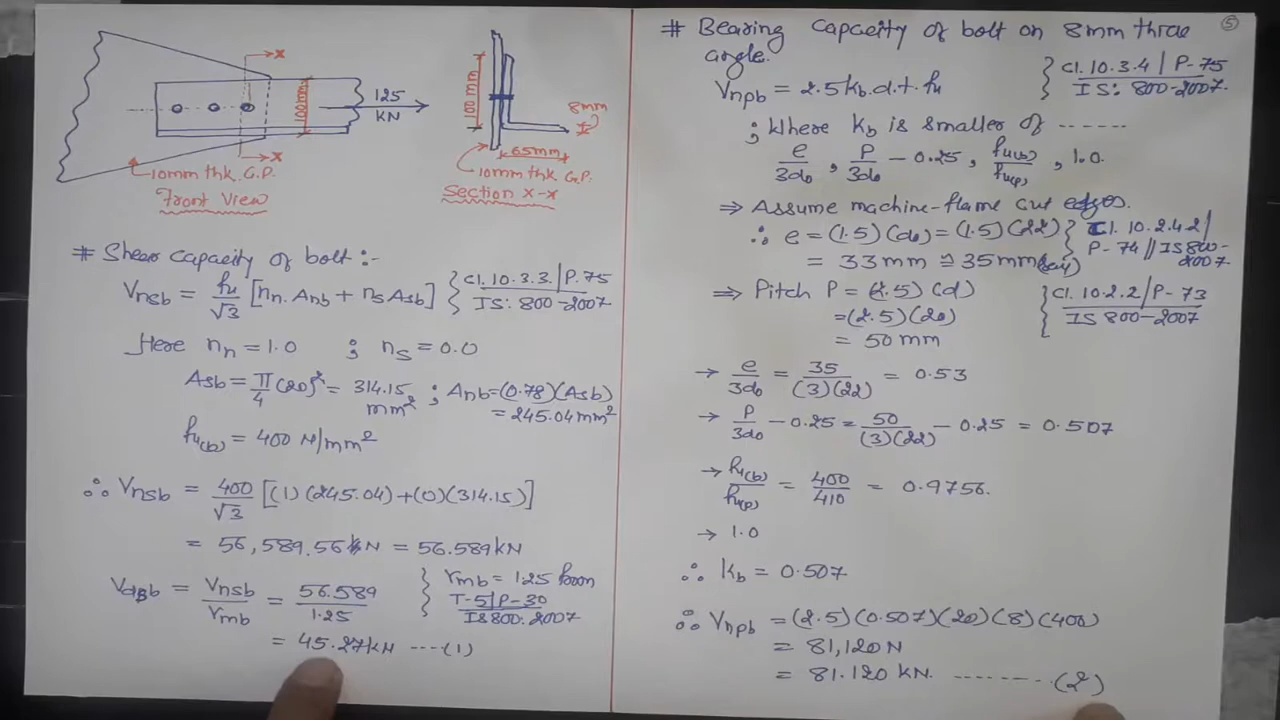 x
100mm
125
KN
x
10mm thk. G.P.
Front View
100mm
8mm
65mm
10mm thk. G.P.
Section x-x
# Shear capacity of bolt :-
Vnsb = fu/√3 [nn. Anb + ns Asb] } Cl. 10.3.3 / P. 75
IS: 800-2007
Here nn = 1.0 ; ns = 0.0
Asb = π/4 (20)² = 314.15 mm² ; Anb = (0.78)(Asb)
= 245.04 mm²
fu(b) = 400 N/mm²
∴ Vnsb = 400/√3 [(1)(245.04) + (0)(314.15)]
= 56,589.56 N = 56.589 kN
Vdsb = Vnsb/γmb = 56.589/1.25 } γmb = 1.25 from
T-5/P-30
IS 800. 2007
= 45.27 kN ----(1)
5
# Bearing capacity of bolt on 8mm thick
angle.
Vnpb = 2.5 kb.d.t. fu } Cl. 10.3.4 / P-75
IS: 800-2007.
; Where kb is smaller of ------
e/3do , P/3do - 0.25 , fu(b)/fu(p) , 1.0.
⇒ Assume machine-flame cut edges.
∴ e = (1.5)(do) = (1.5)(22) } Cl. 10.2.4.2/
P-74 // IS 800-
2007.
= 33mm ≅ 35mm (say)
⇒ Pitch P = (2.5)(d) } Cl. 10.2.2 / P-73
IS 800-2007
= (2.5)(20)
= 50 mm
→ e/3do = 35/(3)(22) = 0.53
→ P/3do - 0.25 = 50/(3)(22) - 0.25 = 0.507
→ fu(b)/fu(p) = 400/410 = 0.9756.
→ 1.0
∴ kb = 0.507
∴ Vnpb = (2.5)(0.507)(20)(8)(400)
= 81,120 N
= 81.120 KN. --------- (2)